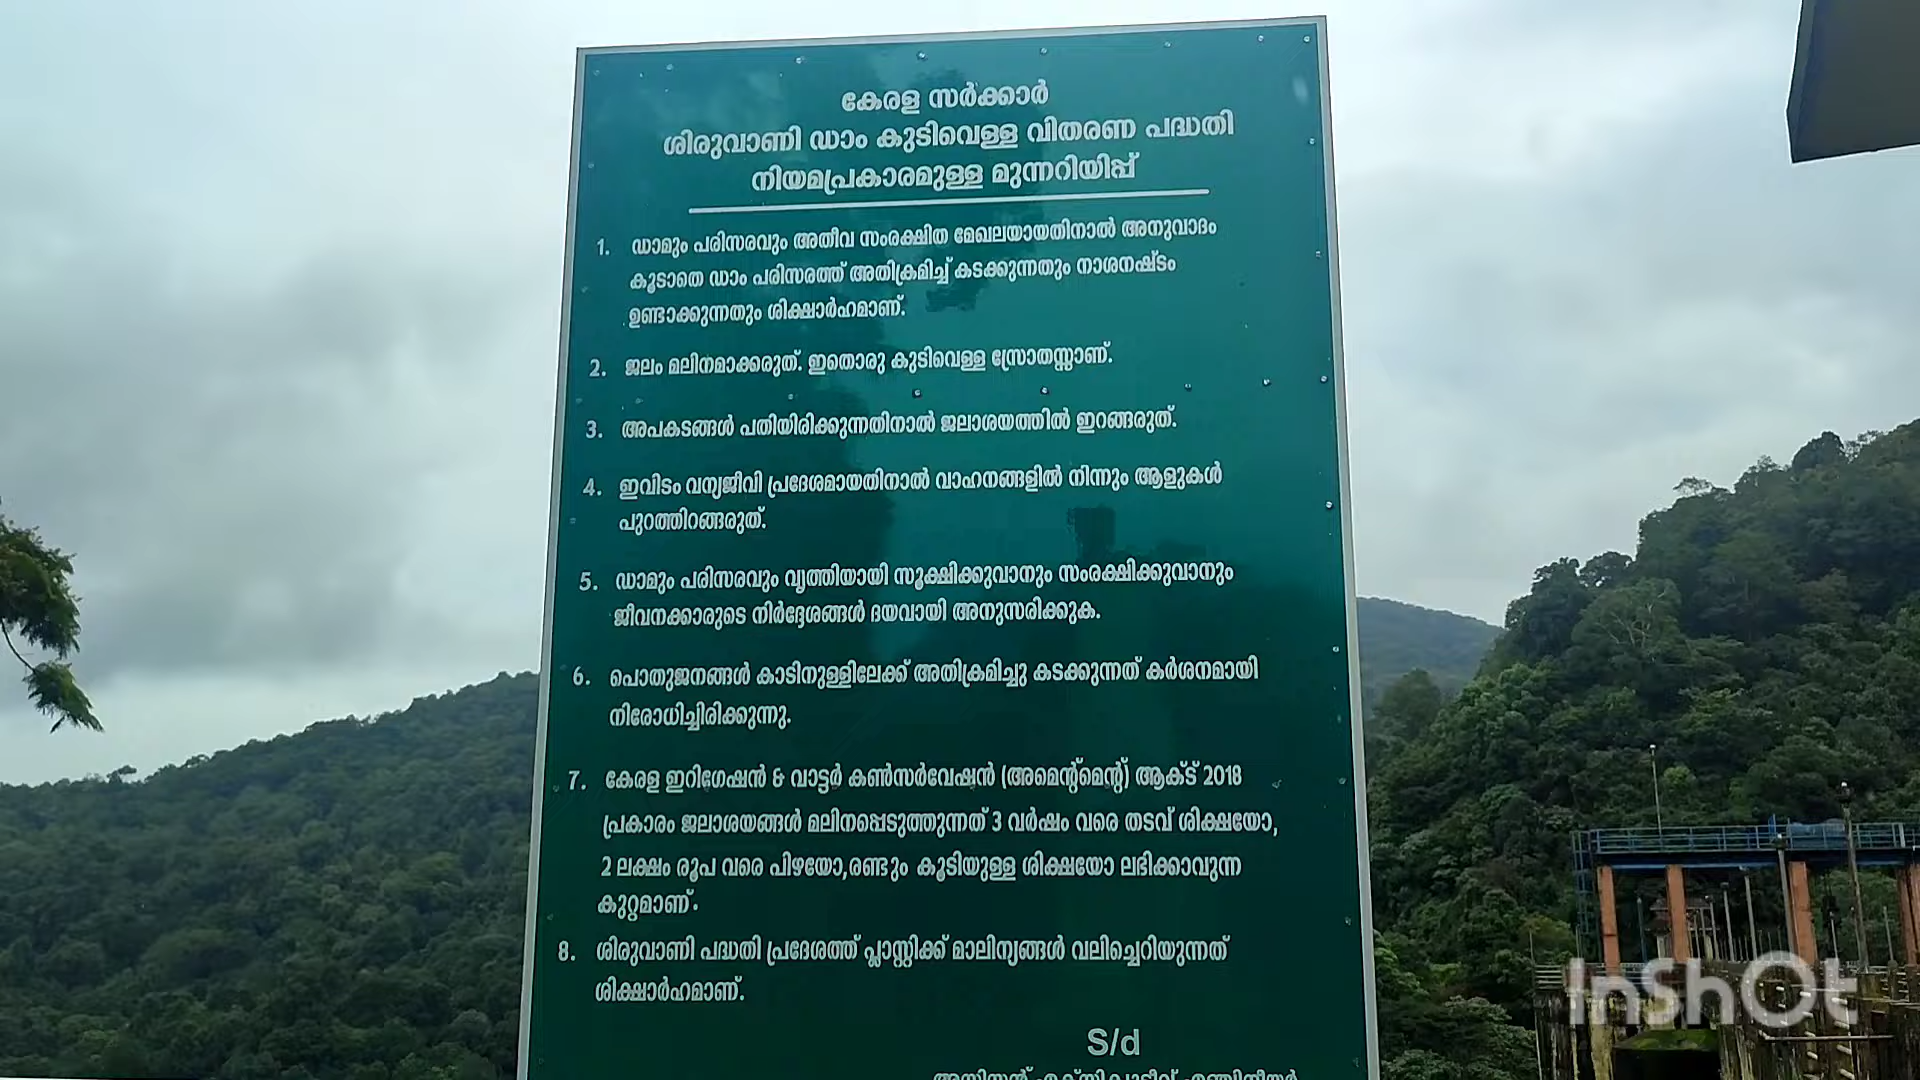 കേരള സർക്കാർ
ശിരുവാണി ഡാം കുടിവെള്ള വിതരണ പദ്ധതി
നിയമപ്രകാരമുള്ള മുന്നറിയിപ്പ്
1. ഡാമും പരിസരവും അതീവ സംരക്ഷിത മേഖലയായതിനാൽ അനുവാദം
കൂടാതെ ഡാം പരിസരത്ത് അതിക്രമിച്ച് കടക്കുന്നതും നാശനഷ്ടം
ഉണ്ടാക്കുന്നതും ശിക്ഷാർഹമാണ്.
2. ജലം മലിനമാക്കരുത്. ഇതൊരു കുടിവെള്ള സ്രോതസ്സാണ്.
3. അപകടങ്ങൾ പതിയിരിക്കുന്നതിനാൽ ജലാശയത്തിൽ ഇറങ്ങരുത്.
4. ഇവിടം വന്യജീവി പ്രദേശമായതിനാൽ വാഹനങ്ങളിൽ നിന്നും ആളുകൾ
പുറത്തിറങ്ങരുത്.
5. ഡാമും പരിസരവും വൃത്തിയായി സൂക്ഷിക്കുവാനും സംരക്ഷിക്കുവാനും
ജീവനക്കാരുടെ നിർദ്ദേശങ്ങൾ ദയവായി അനുസരിക്കുക.
6. പൊതുജനങ്ങൾ കാടിനുള്ളിലേക്ക് അതിക്രമിച്ചു കടക്കുന്നത് കർശനമായി
നിരോധിച്ചിരിക്കുന്നു.
7. കേരള ഇറിഗേഷൻ & വാട്ടർ കൺസർവേഷൻ (അമെന്റ്മെന്റ്) ആക്ട് 2018
പ്രകാരം ജലാശയങ്ങൾ മലിനപ്പെടുത്തുന്നത് 3 വർഷം വരെ തടവ് ശിക്ഷയോ,
2 ലക്ഷം രൂപ വരെ പിഴയോ,രണ്ടും കൂടിയുള്ള ശിക്ഷയോ ലഭിക്കാവുന്ന
കുറ്റമാണ്.
8. ശിരുവാണി പദ്ധതി പ്രദേശത്ത് പ്ലാസ്റ്റിക്ക് മാലിന്യങ്ങൾ വലിച്ചെറിയുന്നത്
ശിക്ഷാർഹമാണ്.
S/d
InShOt